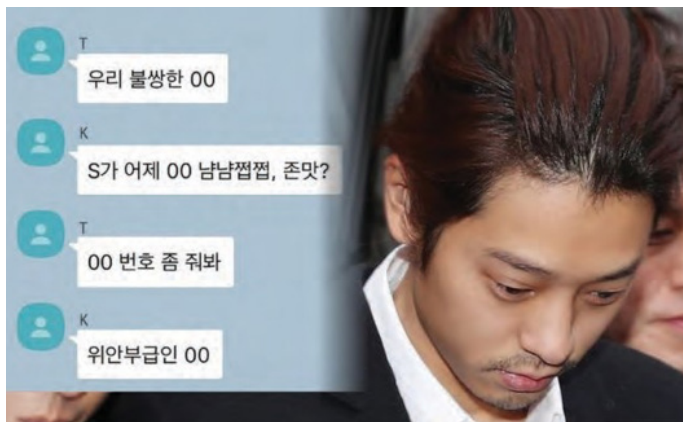 T
우리 불쌍한 00
K
S가 어제 00 냠냠쩝쩝, 존맛?
T
00 번호 좀 줘봐
K
위안부급인 00